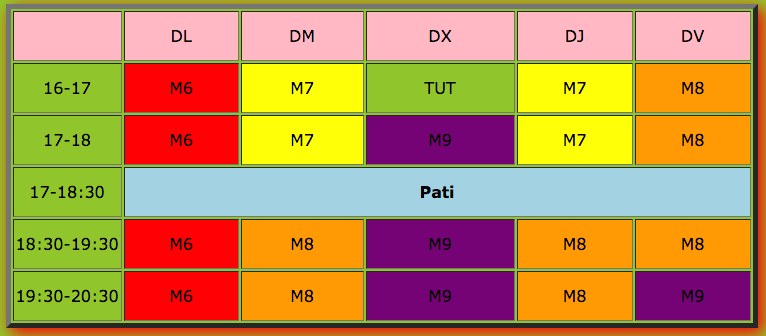 DL DM DX DJ DV
16-17 M6 M7 TUT M7 M8
17-18 M6 M7 M9 M7 M8
17-18:30 Pati
18:30-19:30 M6 M8 M9 M8 M8
19:30-20:30 M6 M8 M9 M8 M9